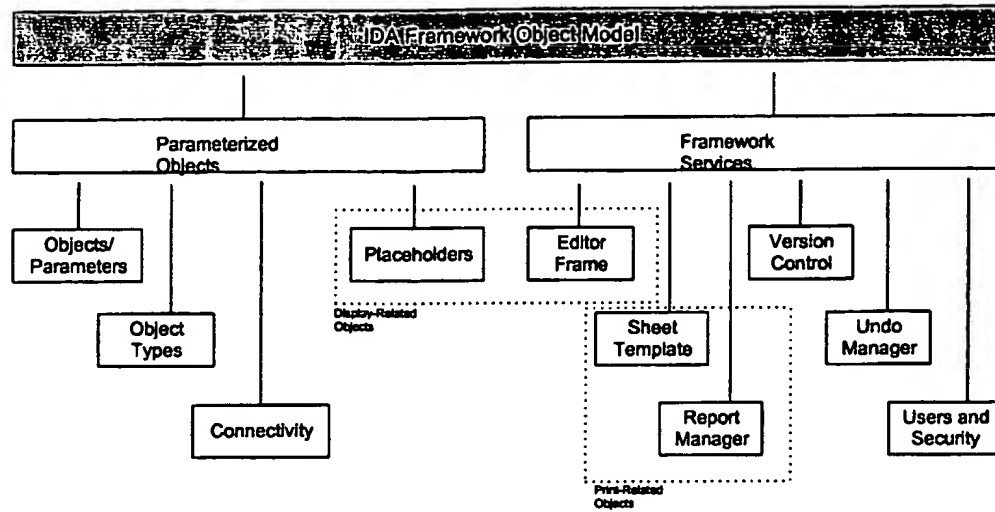 IDA Framework Object Model
Parameterized
Objects
Framework
Services
Objects/
Parameters
Placeholders
Editor
Frame
Version
Control
Display-Related
Objects
Object
Types
Sheet
Template
Undo
Manager
Connectivity
Report
Manager
Users and
Security
Print-Related
Objects